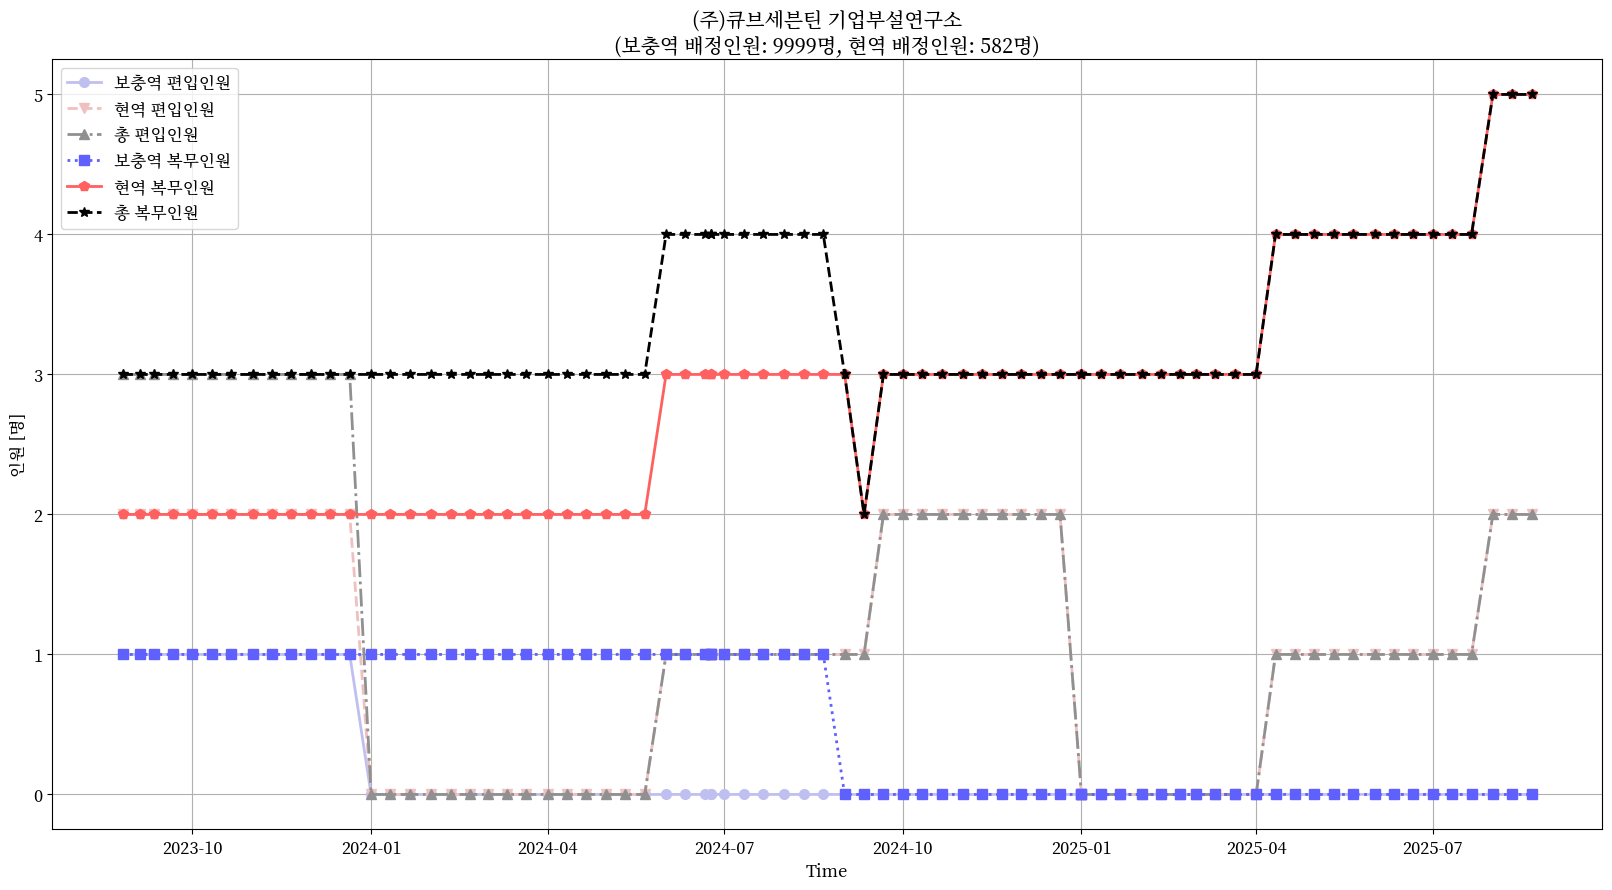 (주)큐브세븐틴 기업부설연구소
(보충역 배정인원: 9999명, 현역 배정인원: 582명)
보충역 편입인원
현역 편입인원
총 편입인원
보충역 복무인원
현역 복무인원
총 복무인원
인원 [명]
5
4
3
2
1
0
2023-10
2024-01
2024-04
2024-07
2024-10
2025-01
2025-04
2025-07
Time